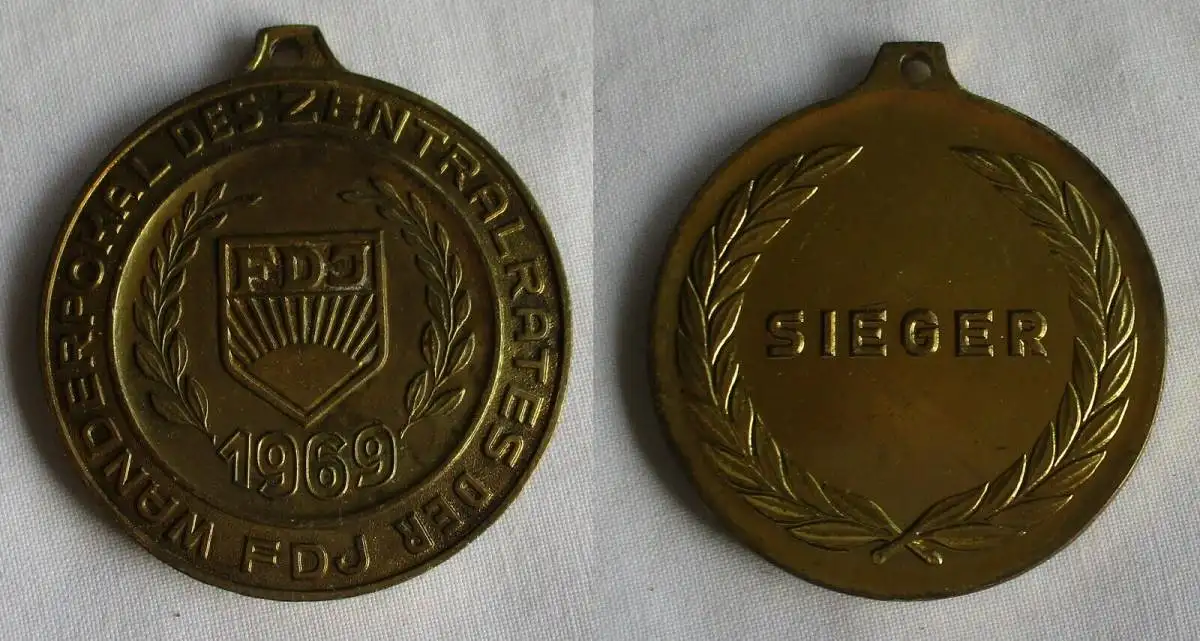 WANDERPOKAL DES ZENTRALRATES DER FDJ
FDJ
1969
SIEGER